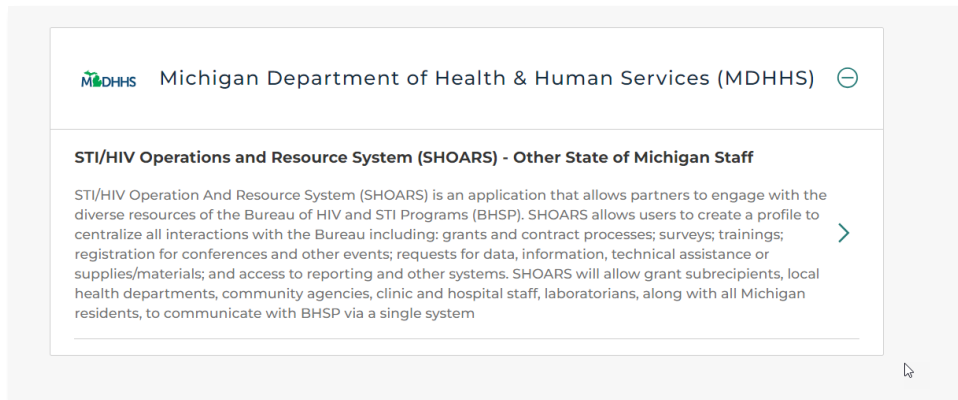 MDHHS Michigan Department of Health & Human Services (MDHHS)
STI/HIV Operations and Resource System (SHOARS) - Other State of Michigan Staff
STI/HIV Operation And Resource System (SHOARS) is an application that allows partners to engage with the
diverse resources of the Bureau of HIV and STI Programs (BHSP). SHOARS allows users to create a profile to
centralize all interactions with the Bureau including: grants and contract processes; surveys; trainings;
registration for conferences and other events; requests for data, information, technical assistance or
supplies/materials; and access to reporting and other systems. SHOARS will allow grant subrecipients, local
health departments, community agencies, clinic and hospital staff, laboratorians, along with all Michigan
residents, to communicate with BHSP via a single system